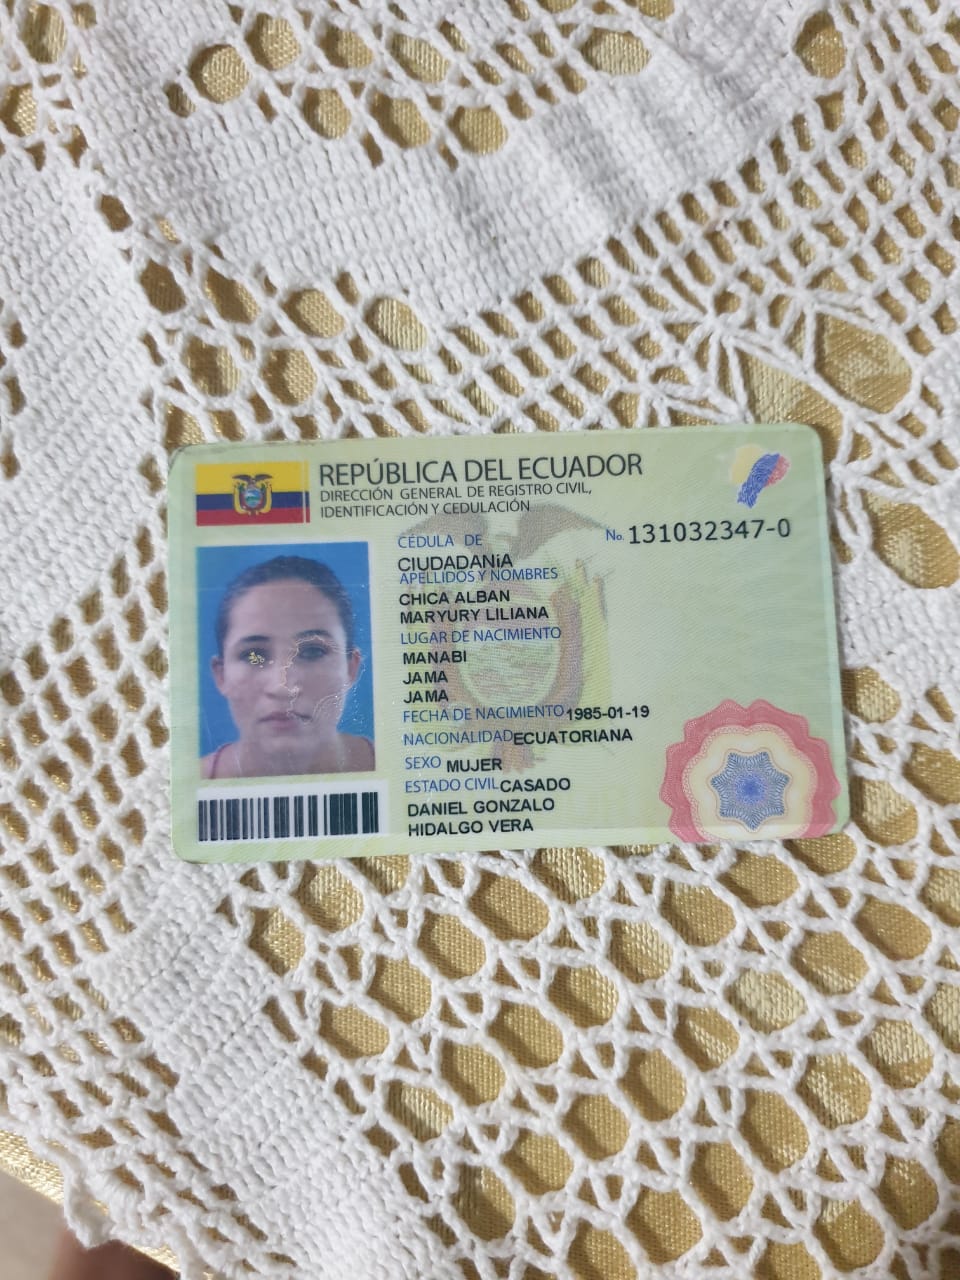 REPÚBLICA DEL ECUADOR
DIRECCIÓN GENERAL DE REGISTRO CIVIL,
IDENTIFICACIÓN Y CEDULACIÓN
CÉDULA DE No. 131032347-0
CIUDADANíA
APELLIDOS Y NOMBRES
CHICA ALBAN
MARYURY LILIANA
LUGAR DE NACIMIENTO
MANABI
JAMA
JAMA
FECHA DE NACIMIENTO 1985-01-19
NACIONALIDAD ECUATORIANA
SEXO MUJER
ESTADO CIVIL CASADO
DANIEL GONZALO
HIDALGO VERA